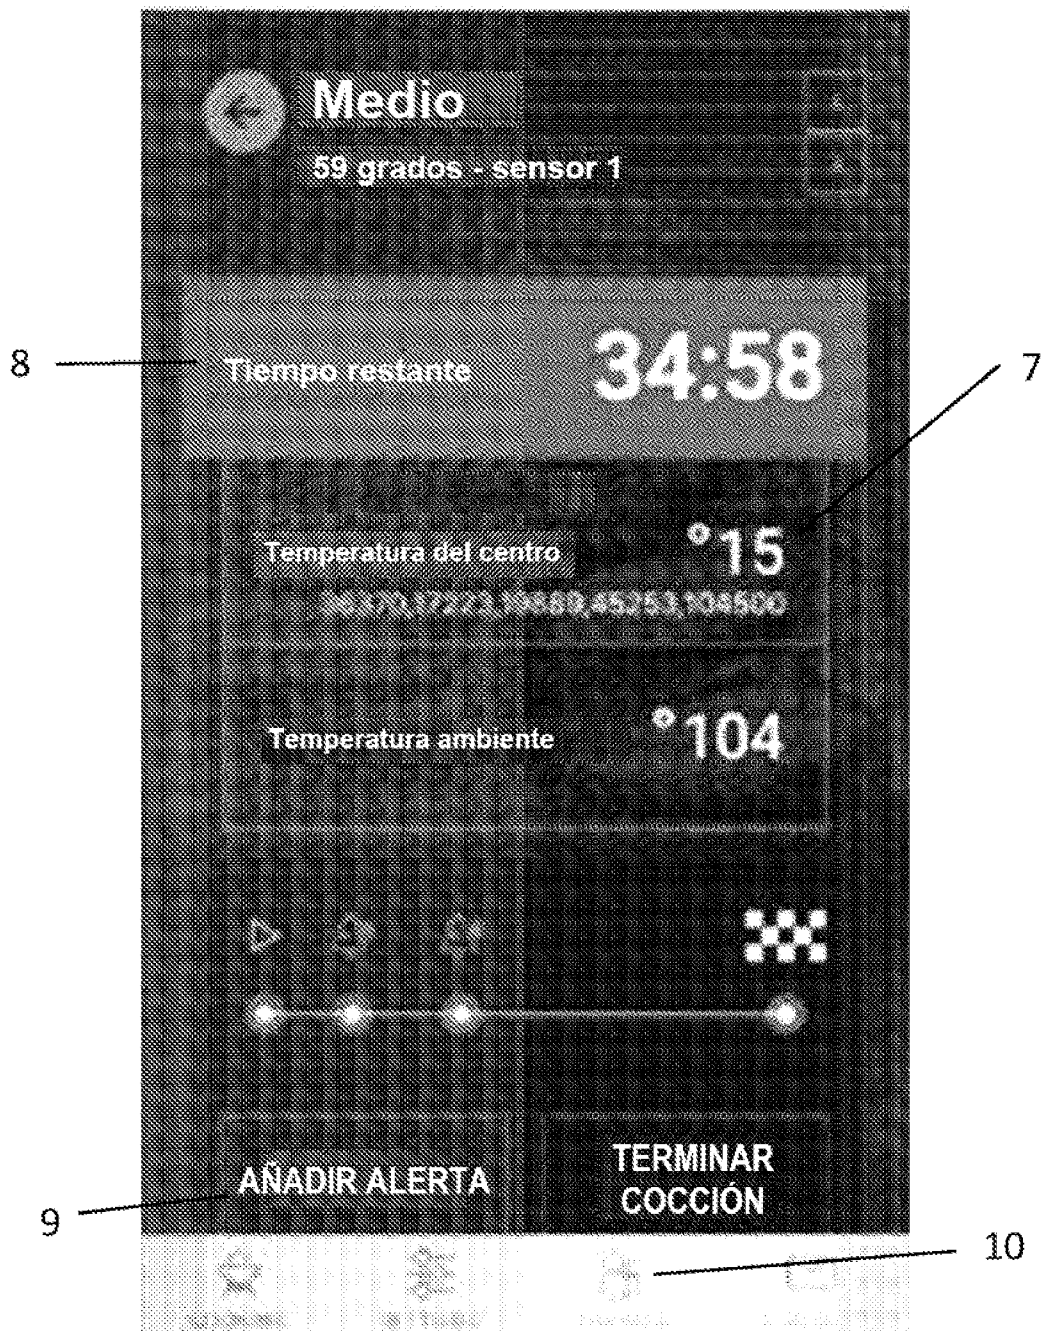 Medio
59 grados - sensor 1
8
Tiempo restante
34:58
7
Temperatura del centro
°15
Temperatura ambiente
°104
AÑADIR ALERTA
TERMINAR
COCCIÓN
9
10